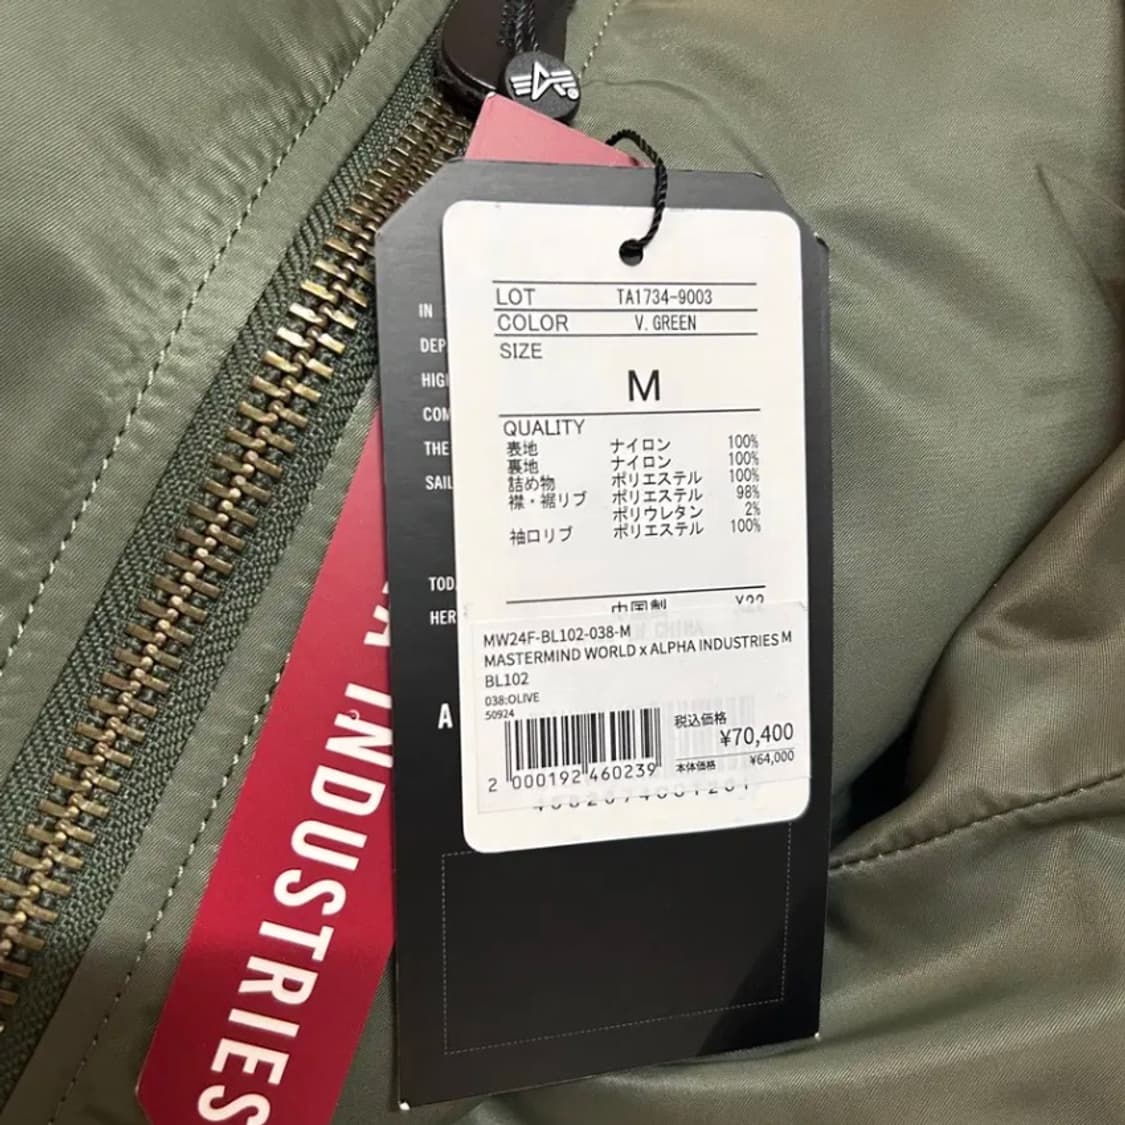 IN
DEP
HIG
COM
THE
SAIL
TOD
HER
A
LOT TA1734-9003
COLOR V. GREEN
SIZE
M
QUALITY
表地 ナイロン 100%
裏地 ナイロン 100%
詰め物 ポリエステル 100%
襟・裾リブ ポリエステル 98%
ポリウレタン 2%
袖口リブ ポリエステル 100%
中国製
MW24F-BL102-038-M
MASTERMIND WORLD x ALPHA INDUSTRIES M
BL102
038:OLIVE
50924
税込価格
¥70,400
本体価格 ¥64,000
2 000192 460239
INDUSTRIES